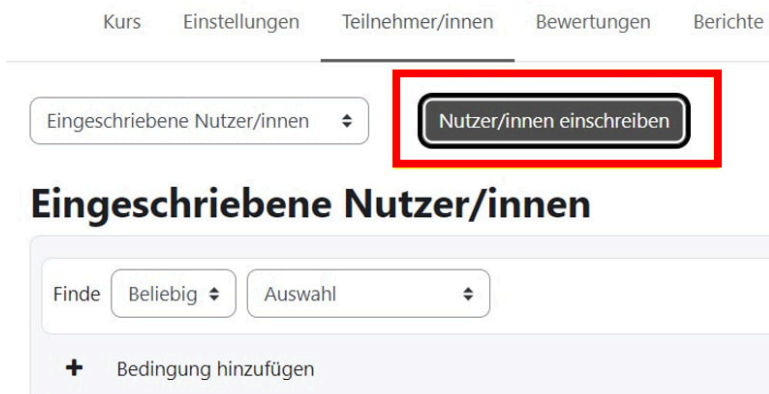 Kurs Einstellungen Teilnehmer/innen Bewertungen Berichte
Eingeschriebene Nutzer/innen Nutzer/innen einschreiben
Eingeschriebene Nutzer/innen
Finde Beliebig Auswahl
Bedingung hinzufügen